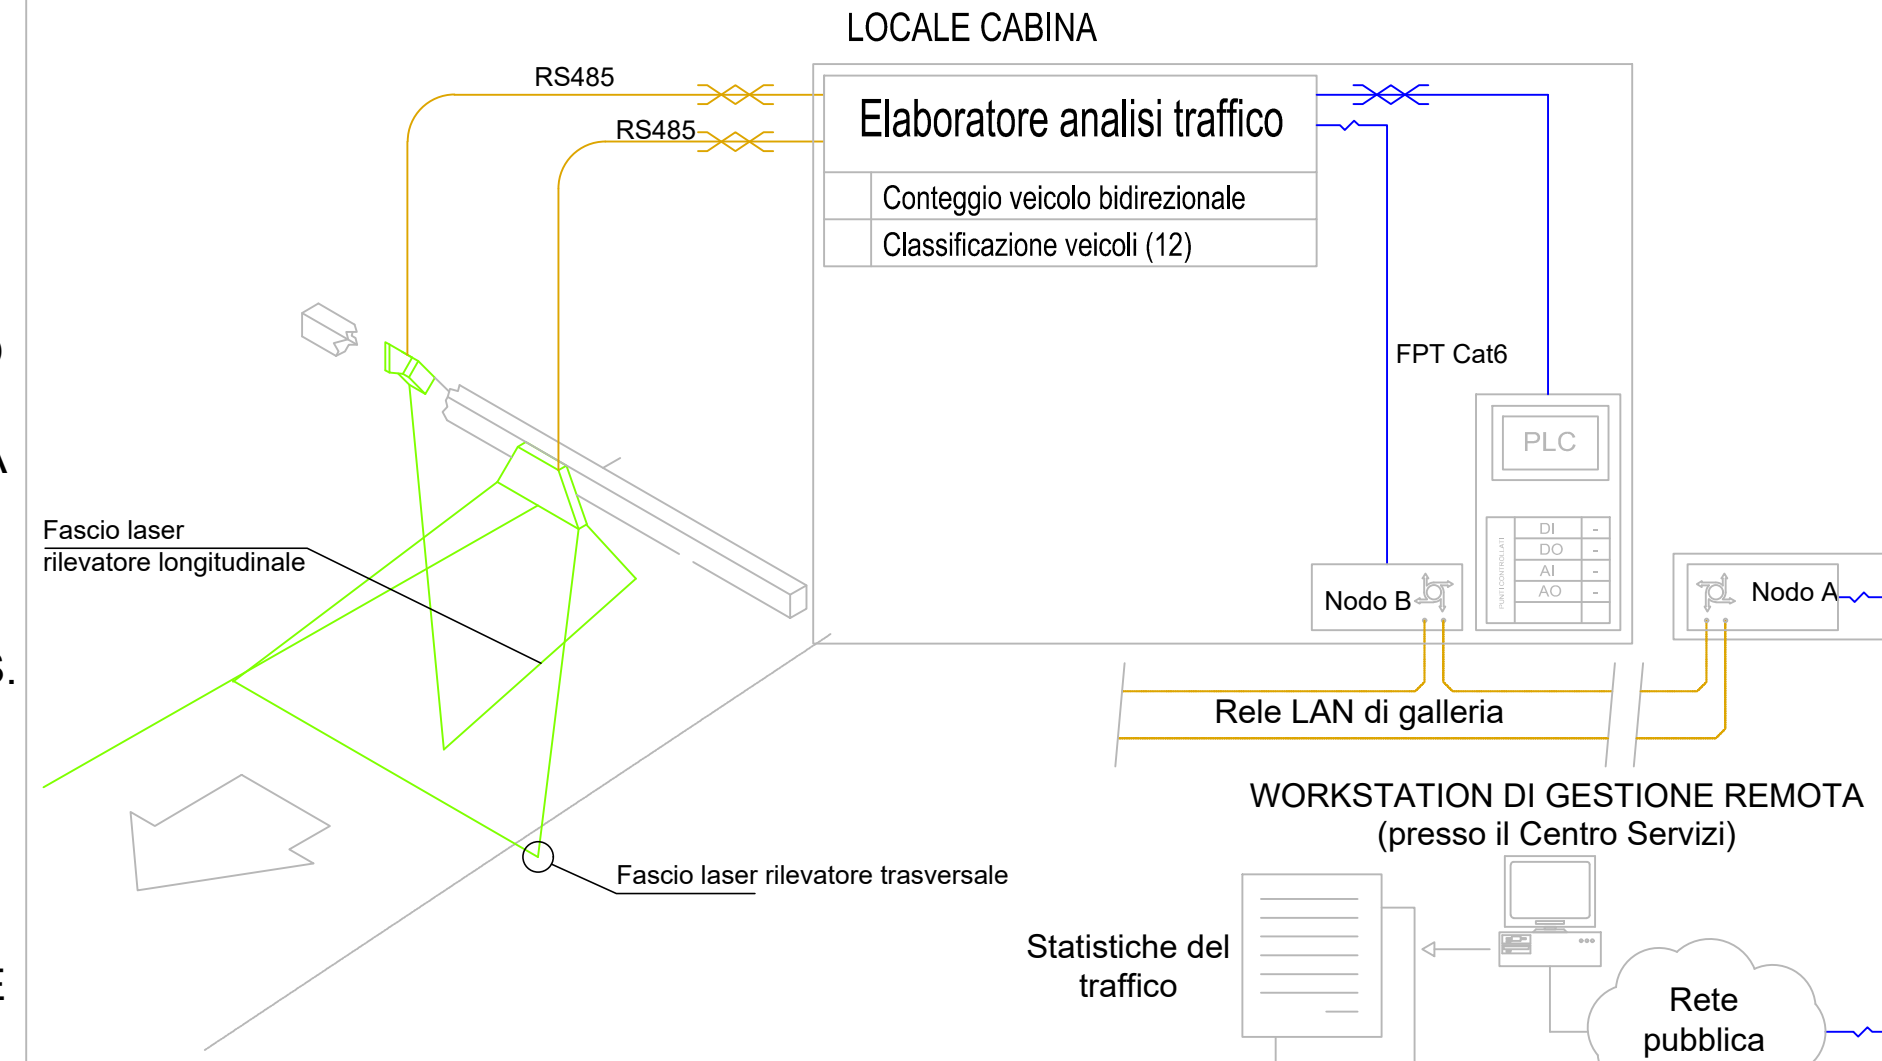 LOCALE CABINA
RS485
RS485
Elaboratore analisi traffico
Conteggio veicolo bidirezionale
Classificazione veicoli (12)
FPT Cat6
PLC
PUNTI CONTROLLATI
DI -
DO -
AI -
AO -
Nodo B
Nodo A
Fascio laser
rilevatore longitudinale
Rele LAN di galleria
WORKSTATION DI GESTIONE REMOTA
(presso il Centro Servizi)
Fascio laser rilevatore trasversale
Statistiche del
traffico
Rete
pubblica